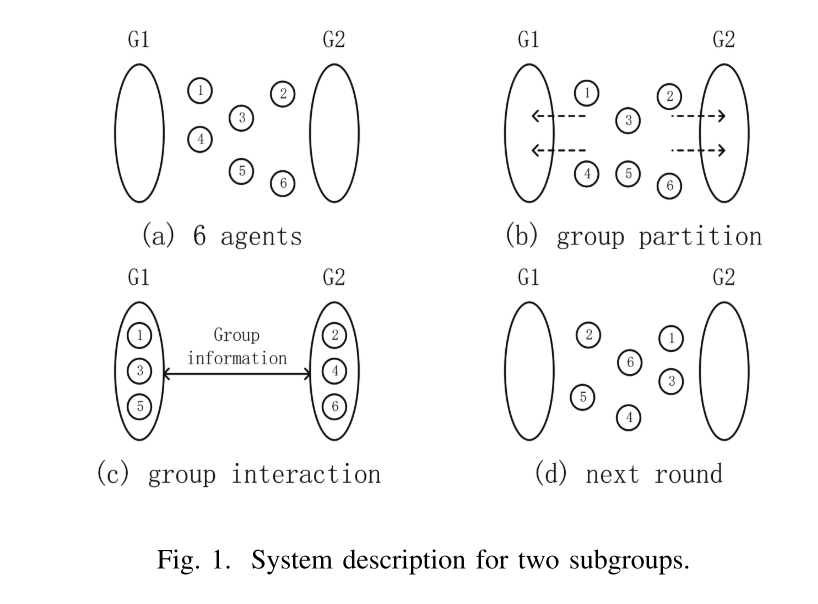 G1 G2
1
2
3
4
5
6
(a) 6 agents
G1 G2
1
2
3
4 5
6
(b) group partition
G1 G2
1 Group 2
information
3 4
5 6
(c) group interaction
G1 G2
2 1
6
3
5
4
(d) next round
Fig. 1. System description for two subgroups.